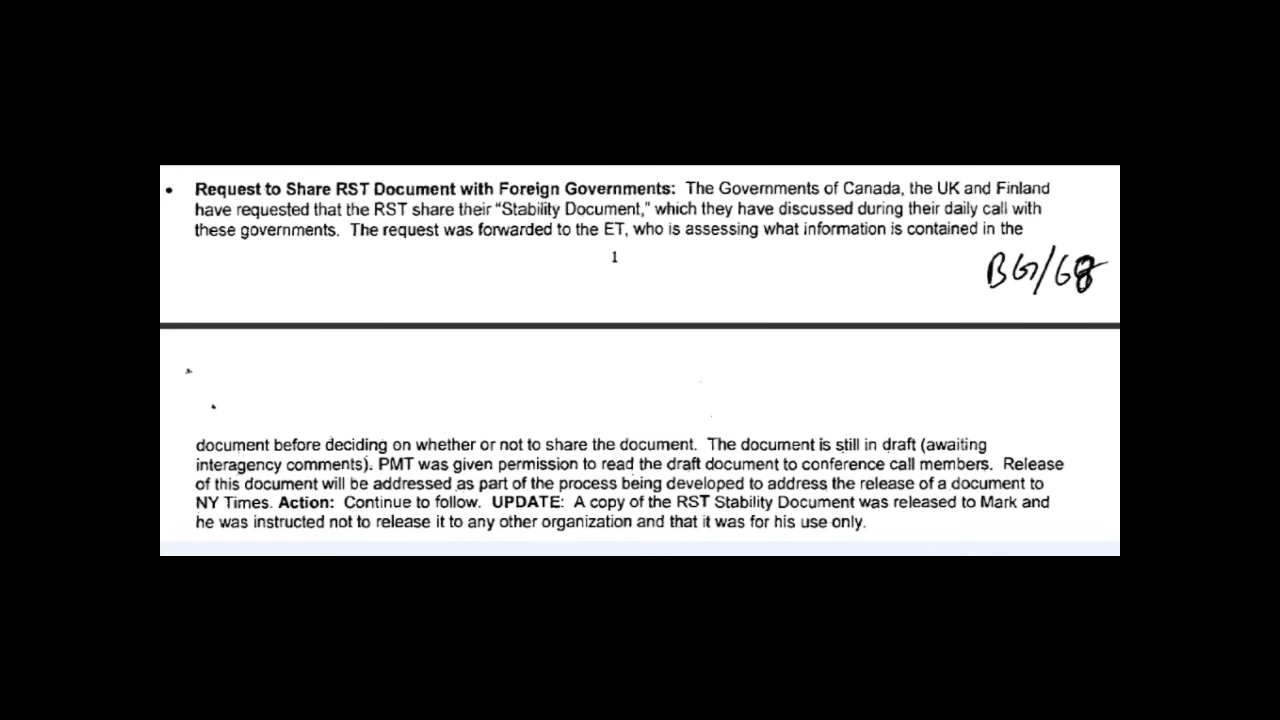 • Request to Share RST Document with Foreign Governments: The Governments of Canada, the UK and Finland
have requested that the RST share their “Stability Document,” which they have discussed during their daily call with
these governments. The request was forwarded to the ET, who is assessing what information is contained in the
1
document before deciding on whether or not to share the document. The document is still in draft (awaiting
interagency comments). PMT was given permission to read the draft document to conference call members. Release
of this document will be addressed as part of the process being developed to address the release of a document to
NY Times. Action: Continue to follow. UPDATE: A copy of the RST Stability Document was released to Mark and
he was instructed not to release it to any other organization and that it was for his use only.